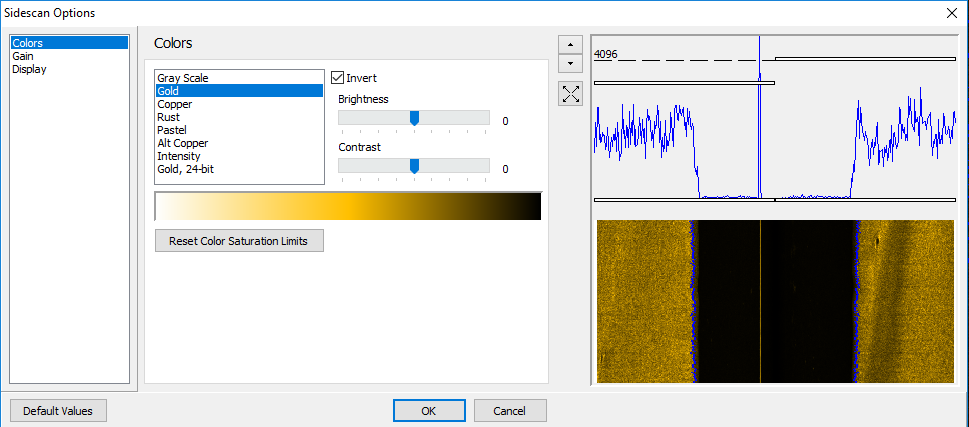 Sidescan Options
Colors
Gain
Display
Colors
Gray Scale
Gold
Copper
Rust
Pastel
Alt Copper
Intensity
Gold, 24-bit
Invert
Brightness
0
Contrast
0
Reset Color Saturation Limits
4096
Default Values
OK
Cancel